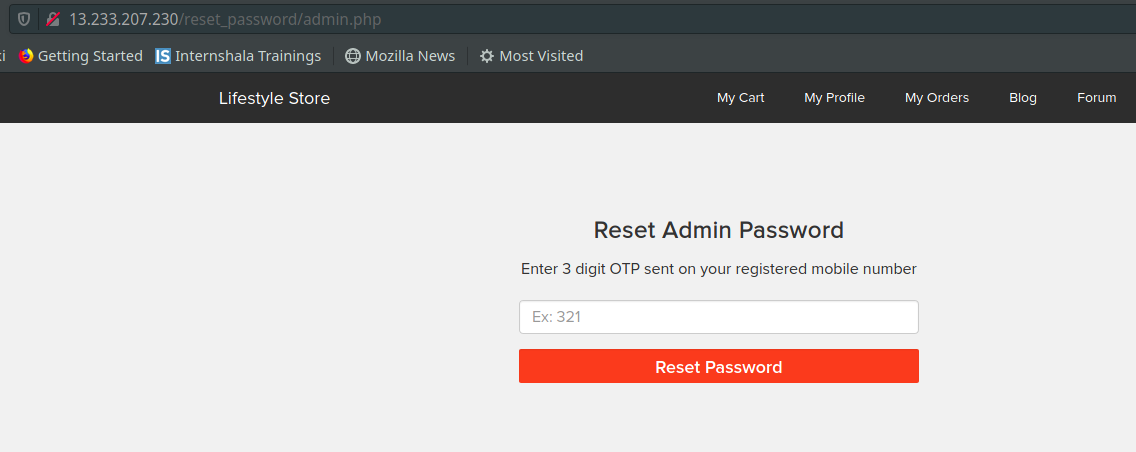 13.233.207.230/reset_password/admin.php
i Getting Started IS Internshala Trainings Mozilla News Most Visited
Lifestyle Store My Cart My Profile My Orders Blog Forum
Reset Admin Password
Enter 3 digit OTP sent on your registered mobile number
Ex: 321
Reset Password